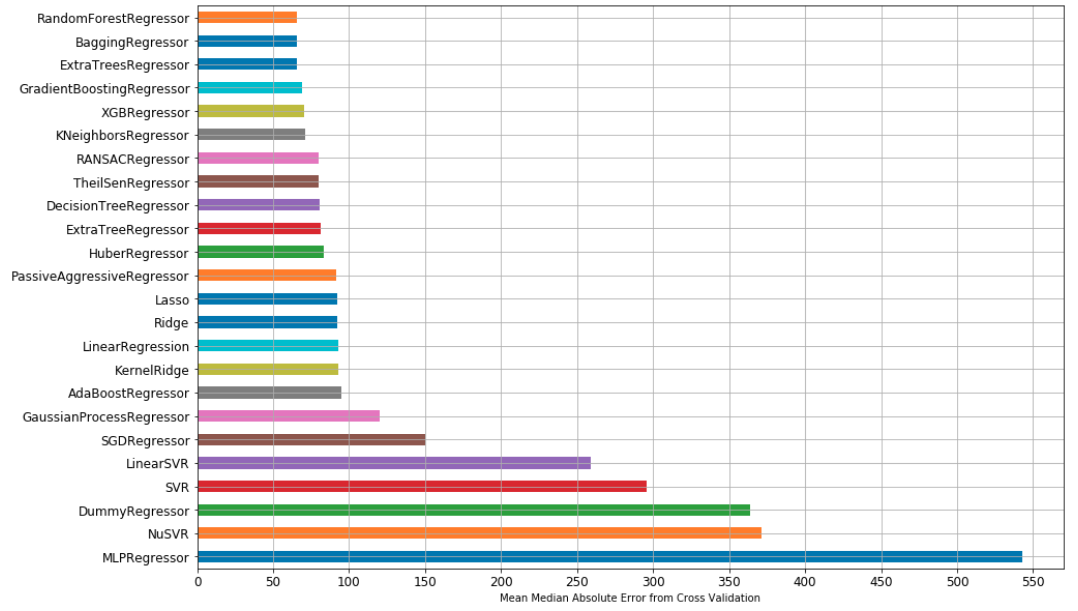 RandomForestRegressor
BaggingRegressor
ExtraTreesRegressor
GradientBoostingRegressor
XGBRegressor
KNeighborsRegressor
RANSACRegressor
TheilSenRegressor
DecisionTreeRegressor
ExtraTreeRegressor
HuberRegressor
PassiveAggressiveRegressor
Lasso
Ridge
LinearRegression
KernelRidge
AdaBoostRegressor
GaussianProcessRegressor
SGDRegressor
LinearSVR
SVR
DummyRegressor
NuSVR
MLPRegressor
0 50 100 150 200 250 300 350 400 450 500 550
Mean Median Absolute Error from Cross Validation